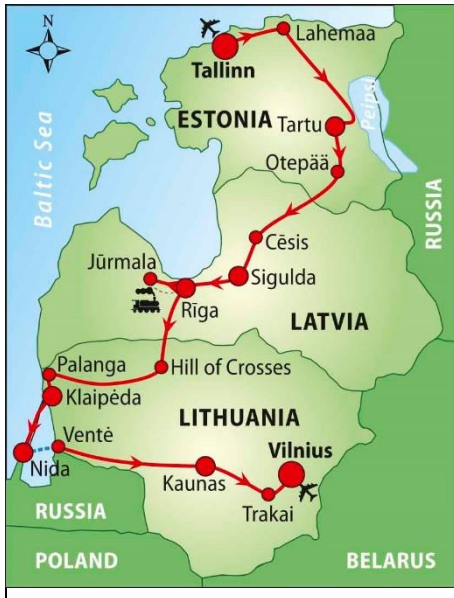 N
Lahemaa
Tallinn
ESTONIA
Tartu
Peipsi
Otepää
Baltic Sea
RUSSIA
Cēsis
Jūrmala
Sigulda
Rīga
LATVIA
Palanga
Hill of Crosses
Klaipėda
LITHUANIA
Ventė
Vilnius
Nida
Kaunas
Trakai
RUSSIA
POLAND
BELARUS